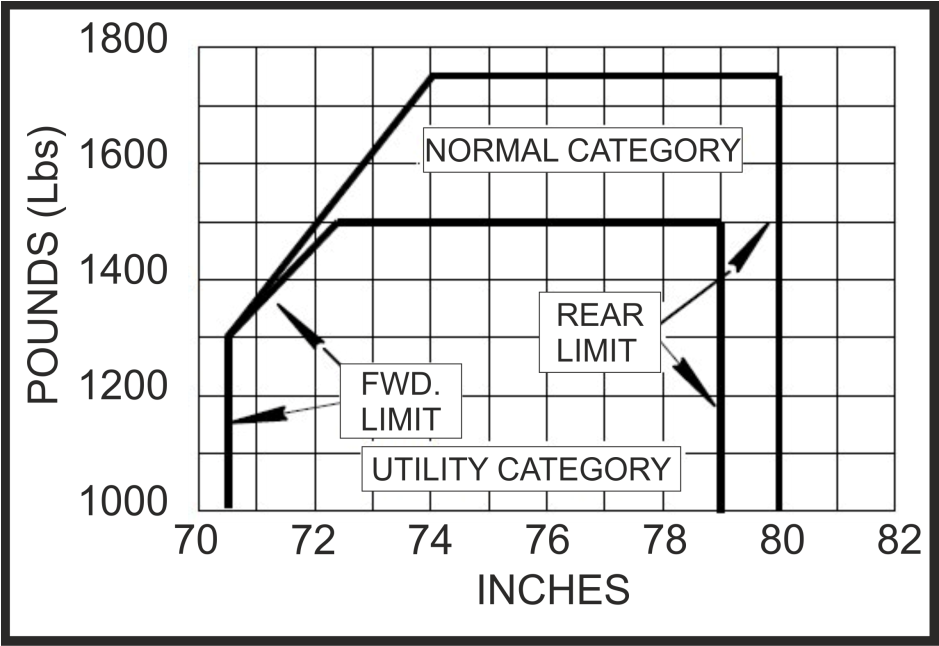 1800
1600
1400
1200
1000
POUNDS (Lbs)
NORMAL CATEGORY
REAR
LIMIT
FWD.
LIMIT
UTILITY CATEGORY
70 72 74 76 78 80 82
INCHES